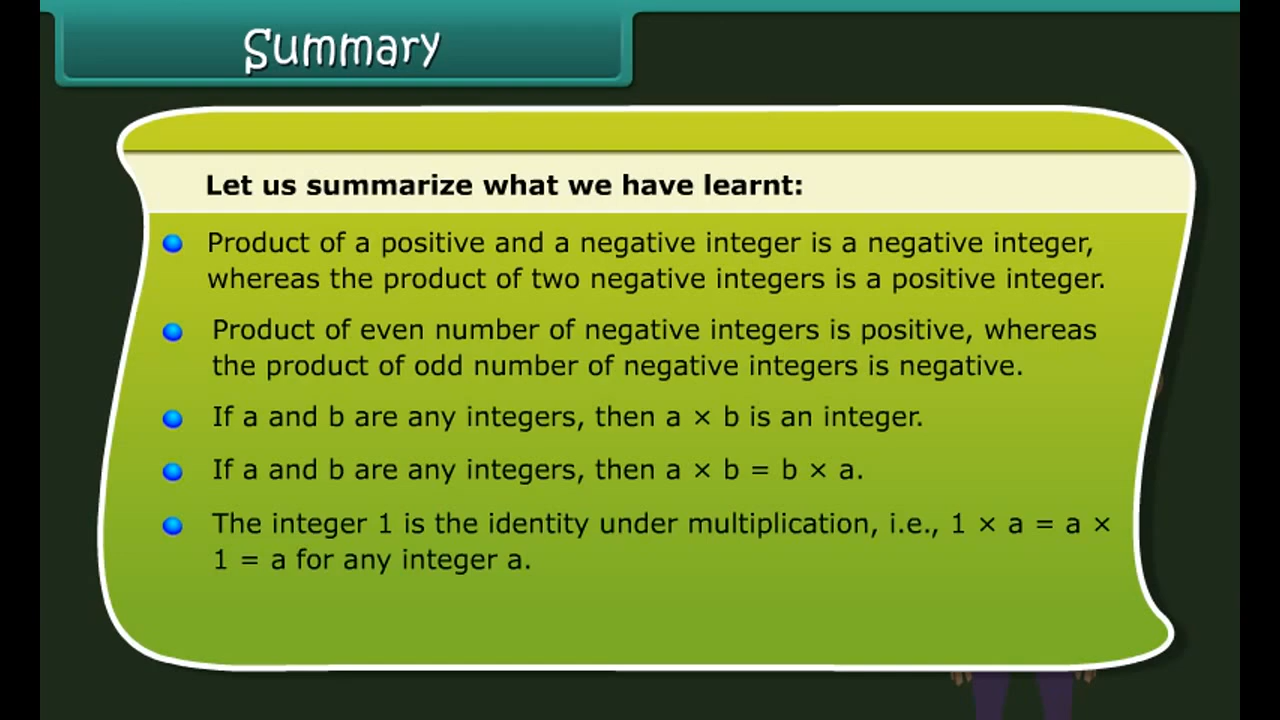 Summary
Let us summarize what we have learnt:
Product of a positive and a negative integer is a negative integer,
whereas the product of two negative integers is a positive integer.
Product of even number of negative integers is positive, whereas
the product of odd number of negative integers is negative.
If a and b are any integers, then a × b is an integer.
If a and b are any integers, then a × b = b × a.
The integer 1 is the identity under multiplication, i.e., 1 × a = a ×
1 = a for any integer a.